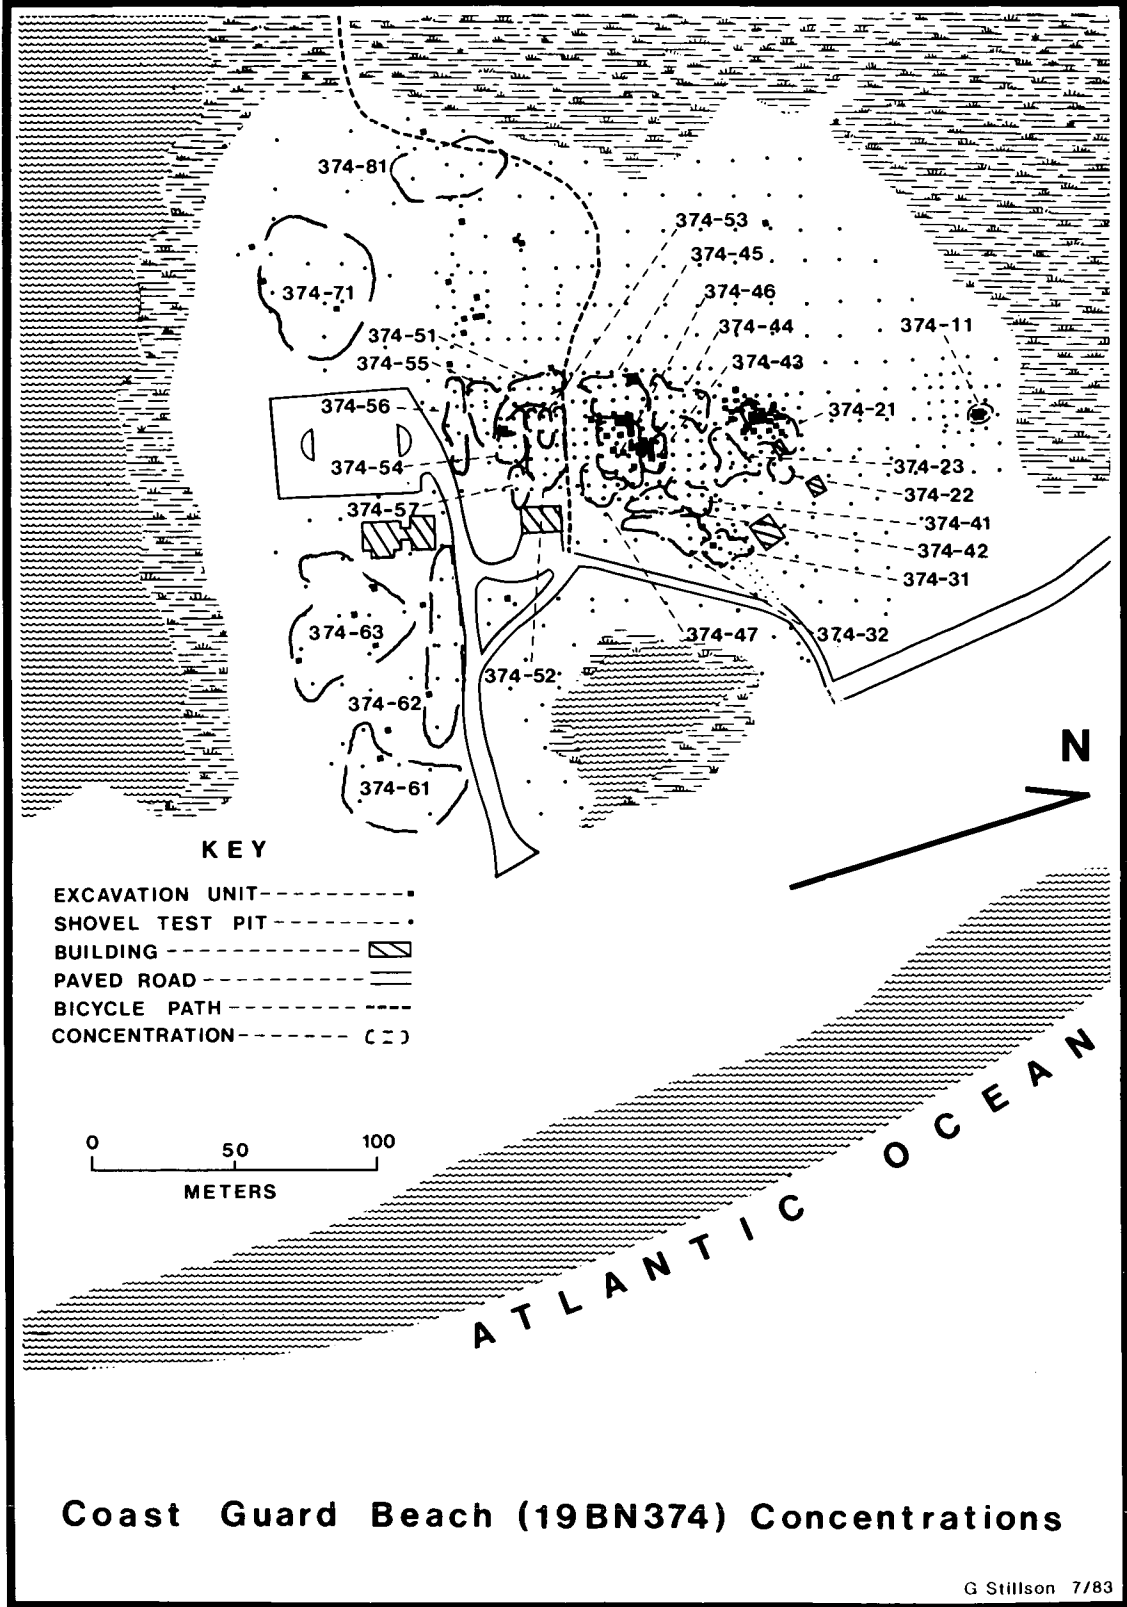 374-81
374-53
374-45
374-71
374-46
374-51
374-44
374-11
374-55
374-43
374-56
374-21
374-54
374-23
374-22
374-57
374-41
374-42
374-31
374-63
374-47
374-32
374-52
374-62
N
374-61
KEY
EXCAVATION UNIT
SHOVEL TEST PIT
BUILDING
PAVED ROAD
BICYCLE PATH
CONCENTRATION
0 50 100
METERS
ATLANTIC OCEAN
Coast Guard Beach (19BN374) Concentrations
G Stillson 7/83